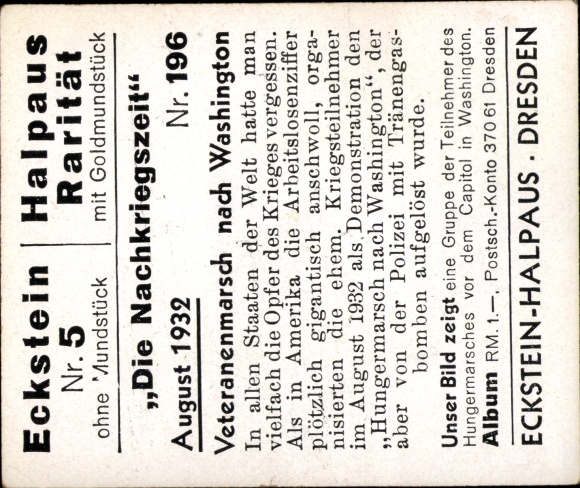 Eckstein | Halpaus
Nr. 5 | Rarität
ohne Mundstück | mit Goldmundstück
„Die Nachkriegszeit“
August 1932 Nr. 196
Veteranenmarsch nach Washington
In allen Staaten der Welt hatte man
vielfach die Opfer des Krieges vergessen.
Als in Amerika die Arbeitslosenziffer
plötzlich gigantisch anschwoll, orga-
nisierten die ehem. Kriegsteilnehmer
im August 1932 als Demonstration den
„Hungermarsch nach Washington“, der
aber von der Polizei mit Tränengas-
bomben aufgelöst wurde.
Unser Bild zeigt eine Gruppe der Teilnehmer des
Hungermarsches vor dem Capitol in Washington.
Album RM. 1.—, Postsch.-Konto 370 61 Dresden
ECKSTEIN-HALPAUS · DRESDEN